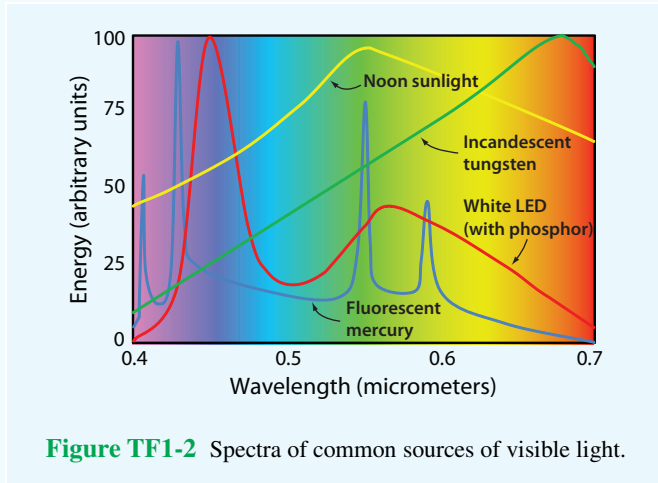 Energy (arbitrary units)
100
75
50
25
0
Noon sunlight
Incandescent
tungsten
White LED
(with phosphor)
Fluorescent
mercury
0.4
0.5
0.6
0.7
Wavelength (micrometers)
Figure TF1-2 Spectra of common sources of visible light.